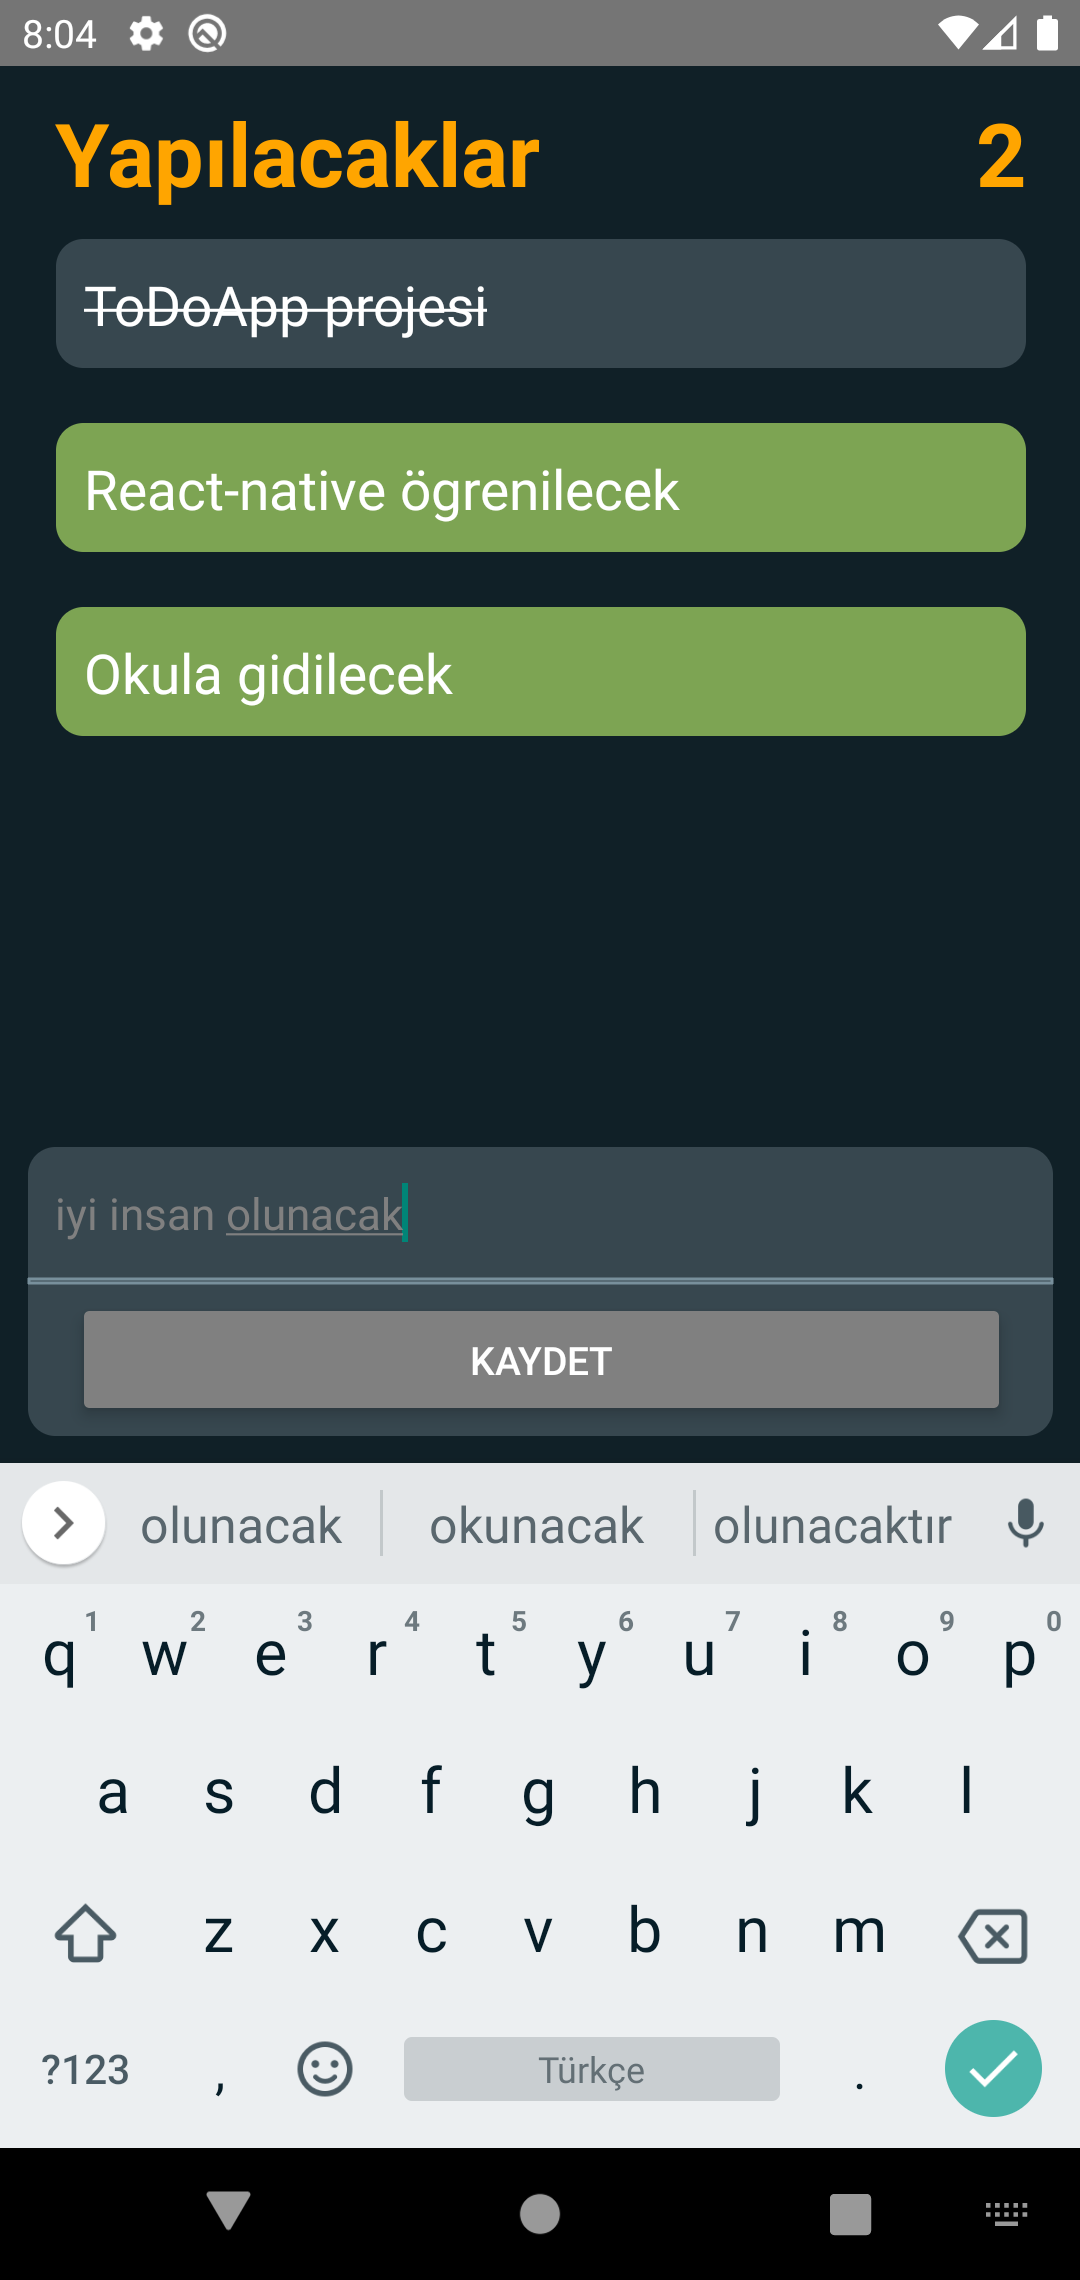 8:04
Yapılacaklar 2
ToDoApp projesi
React-native ögrenilecek
Okula gidilecek
iyi insan olunacak
KAYDET
olunacak okunacak olunacaktır
1 2 3 4 5 6 7 8 9 0
q w e r t y u i o p
a s d f g h j k l
z x c v b n m
?123 , Türkçe .